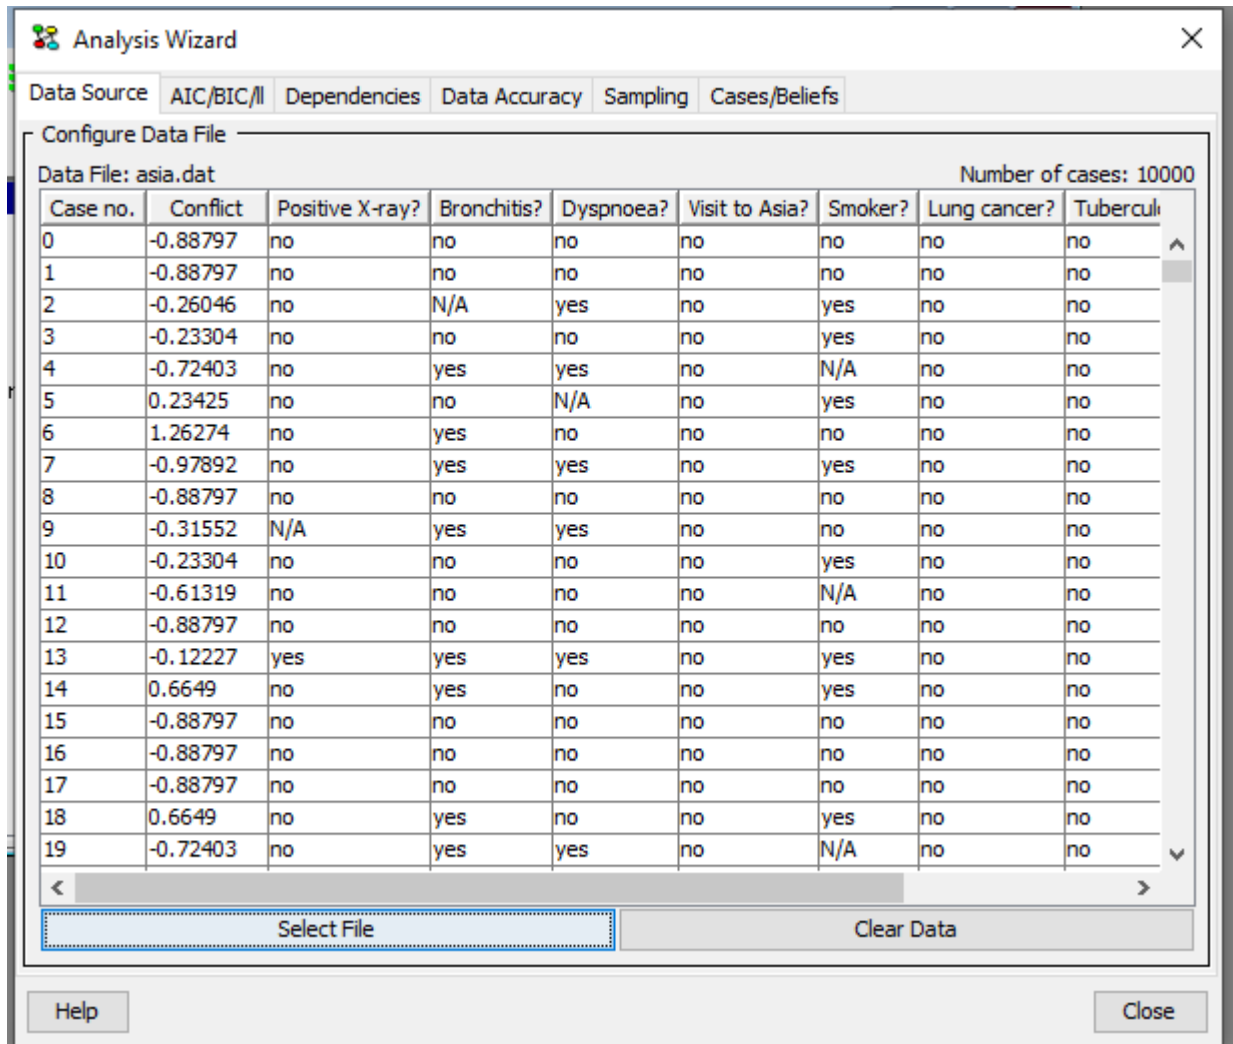 Analysis Wizard
Data Source AIC/BIC/ll Dependencies Data Accuracy Sampling Cases/Beliefs
Configure Data File
Data File: asia.dat Number of cases: 10000
Case no. Conflict Positive X-ray? Bronchitis? Dyspnoea? Visit to Asia? Smoker? Lung cancer?
0 -0.88797 no no no no no no no
1 -0.88797 no no no no no no no
2 -0.26046 no N/A yes no yes no no
3 -0.23304 no no no no yes no no
4 -0.72403 no yes yes no N/A no no
5 0.23425 no no N/A no yes no no
6 1.26274 no yes no no no no no
7 -0.97892 no yes yes no yes no no
8 -0.88797 no no no no no no no
9 -0.31552 N/A yes yes no no no no
10 -0.23304 no no no no yes no no
11 -0.61319 no no no no N/A no no
12 -0.88797 no no no no no no no
13 -0.12227 yes yes yes no yes no no
14 0.6649 no yes no no yes no no
15 -0.88797 no no no no no no no
16 -0.88797 no no no no no no no
17 -0.88797 no no no no no no no
18 0.6649 no yes no no yes no no
19 -0.72403 no yes yes no N/A no no
Select File Clear Data
Help Close